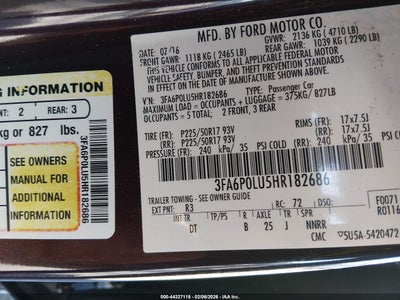 MFD. BY FORD MOTOR CO.
07/16 GVWR: 2136 KG ( 4710 LB)
FRONT GAWR: 1118 KG ( 2465 LB) REAR GAWR: 1039 KG ( 2290 LB)
THIS VEHICLE CONFORMS TO ALL APPLICABLE FEDERAL MOTOR
VEHICLE SAFETY, BUMPER, AND THEFT PREVENTION STANDARDS IN
EFFECT ON THE DATE OF MANUFACTURE SHOWN ABOVE.
VEHICLE: 3FA6P0LU5HR182686 TYPE: Passenger Car
MAXIMUM LOAD = OCCUPANTS + LUGGAGE = 375KG/ 827LB
OCCUPANTS = 5 TOTAL, 2 FRONT, 3 REAR
TIRE (FR): P225/50R17 93V RIMS (FR): 17x7.5J
TIRE (RR): P225/50R17 93V (RR): 17x7.5J
PRESSURE (FR): 240 kPa/ 35 PSI COLD (RR): 240 kPa/ 35 PSI COLD
3FA6P0LU5HR182686
TRAILER TOWING - SEE OWNER GUIDE
EXT PNT: R3 RC: 72 DSO: F0071
INT TR TP/PS R AXLE TR SPR R0116
DT B 25 J NNRR
CMC 5U5A-5420472
G INFORMATION
NT: 2 REAR: 3
kg or 827 lbs.
SEE OWNERS
MANUAL FOR
ADDITIONAL
INFORMATION
3FA6P0LU5HR182686
ID: 000-44327116 - 02/06/2026 - IAA Inc.